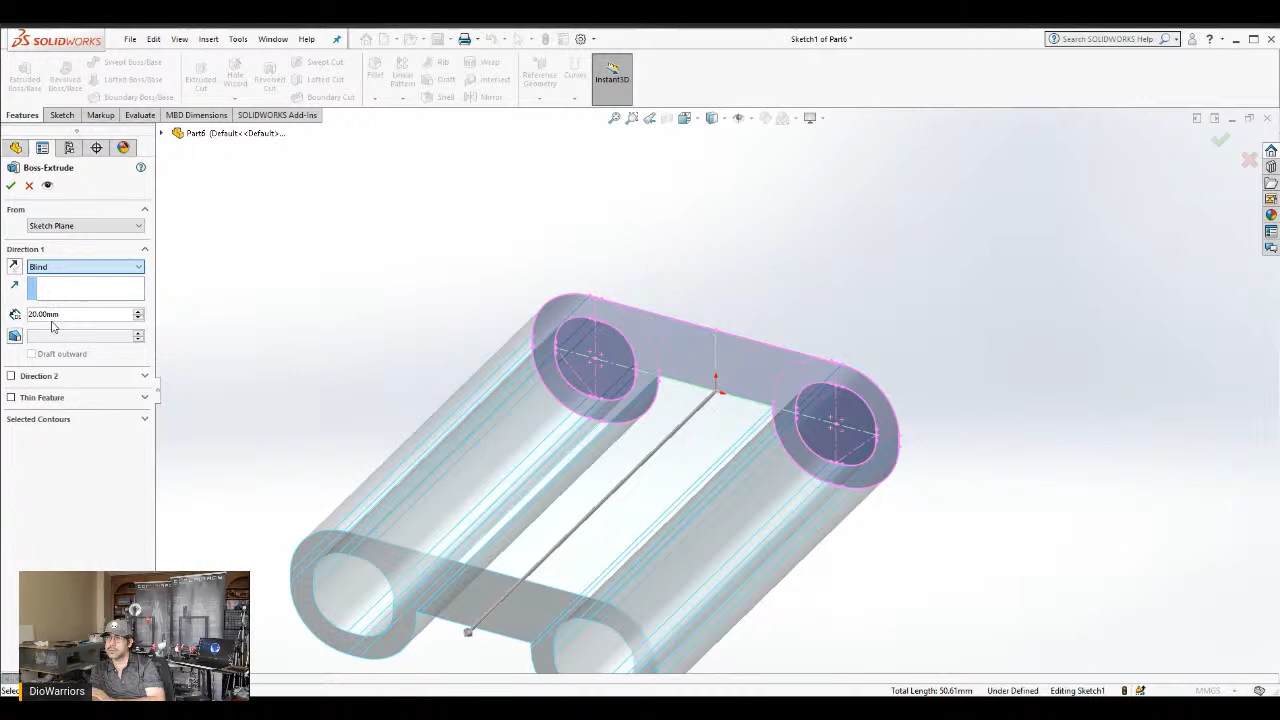 SOLIDWORKS
File Edit View Insert Tools Window Help
Sketch1 of Part6 *
Search SOLIDWORKS Help
Extruded Boss/Base
Revolved Boss/Base
Swept Boss/Base
Lofted Boss/Base
Boundary Boss/Base
Extruded Cut
Hole Wizard
Revolved Cut
Swept Cut
Lofted Cut
Boundary Cut
Fillet
Linear Pattern
Rib
Draft
Shell
Wrap
Intersect
Mirror
Reference Geometry
Curves
Instant3D
Features Sketch Markup Evaluate MBD Dimensions SOLIDWORKS Add-Ins
Part6 (Default<<Default>...
Boss-Extrude
From
Sketch Plane
Direction 1
Blind
20.00mm
Draft outward
Direction 2
Thin Feature
Selected Contours
DioWarriors
Total Length: 50.61mm Under Defined Editing Sketch1 MMGS